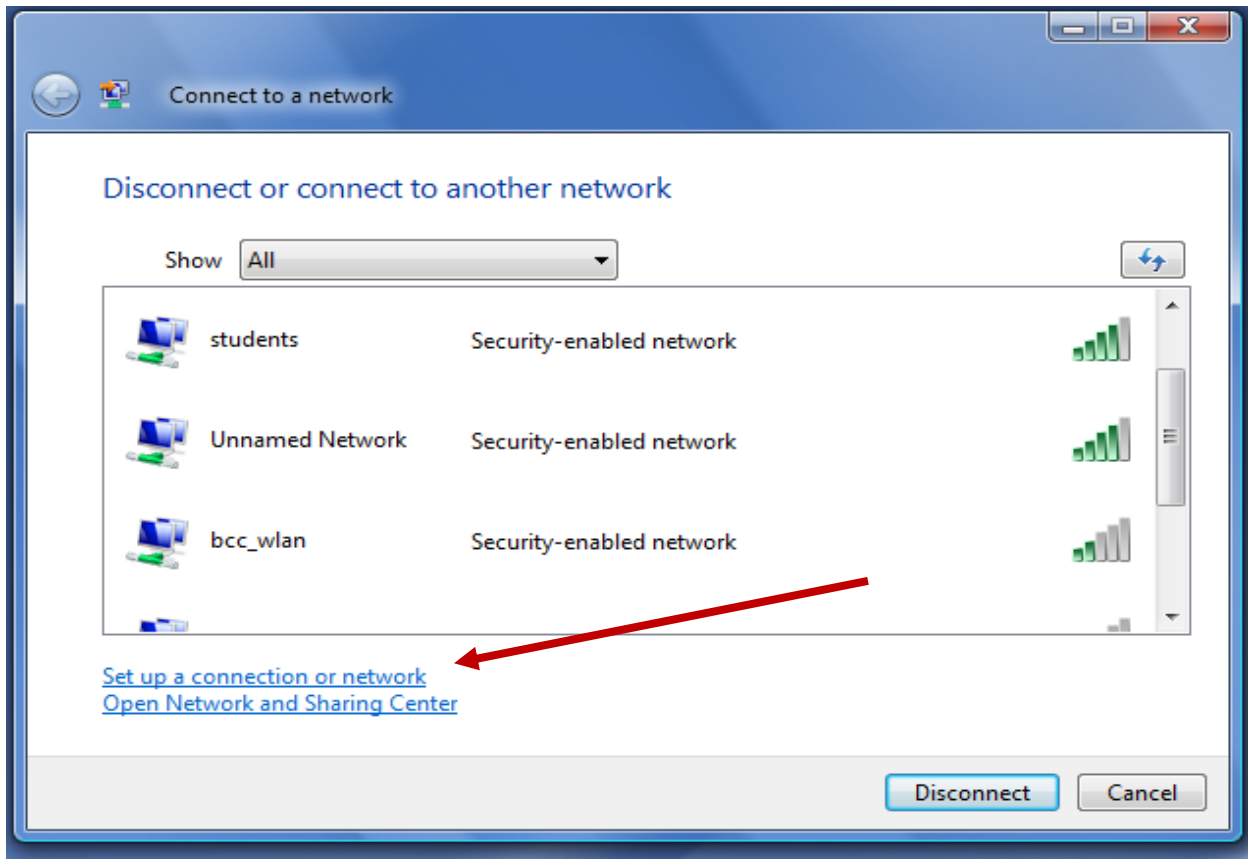 Connect to a network
Disconnect or connect to another network
Show All
students Security-enabled network
Unnamed Network Security-enabled network
bcc_wlan Security-enabled network
Set up a connection or network
Open Network and Sharing Center
Disconnect Cancel